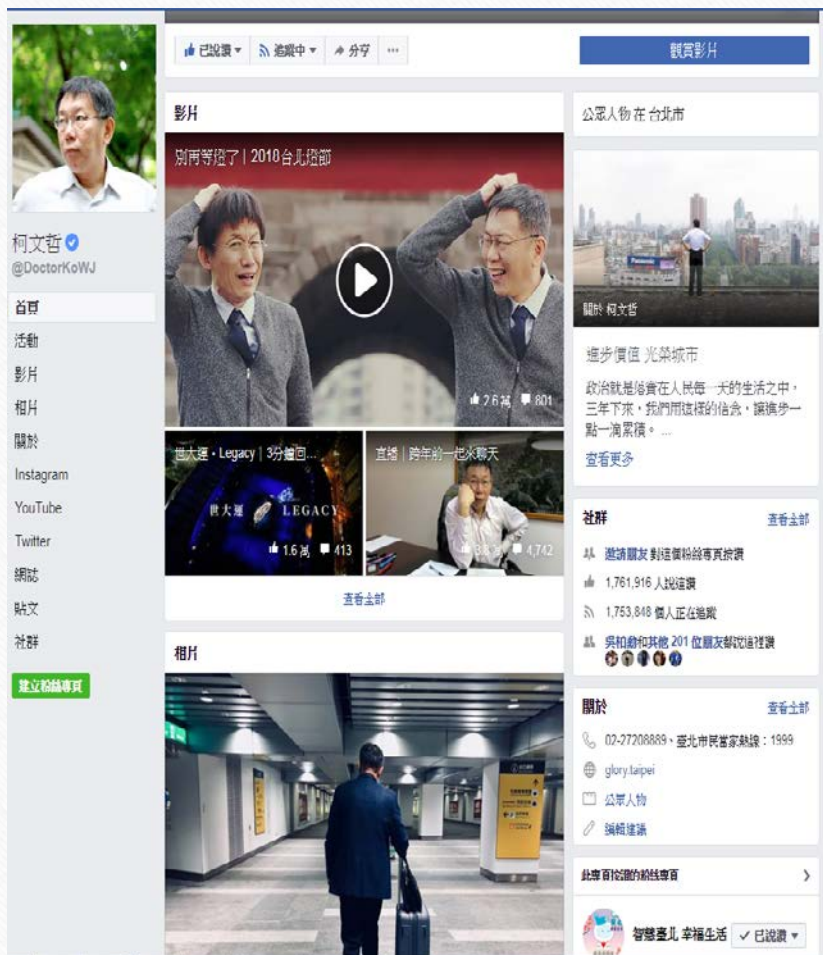 已說讚
追蹤中
分享
觀賞影片
柯文哲
@DoctorKoWJ
首頁
活動
影片
相片
關於
Instagram
YouTube
Twitter
網誌
貼文
社群
建立粉絲專頁
影片
別再等燈了 | 2018台北燈節
2.6 萬 801
世大運·Legacy | 3分鐘回...
世大運 LEGACY
1.6 萬 413
直播 | 跨年前一起來聊天
3.8 萬 4,742
查看全部
相片
公眾人物 在 台北市
Panasonic
關於 柯文哲
進步價值 光榮城市
政治就是落實在人民每一天的生活之中，
三年下來，我們用這樣的信念，讓進步一
點一滴累積。 ...
查看更多
社群 查看全部
邀請朋友 對這個粉絲專頁按讚
1,761,916 人說這讚
1,753,848 個人正在追蹤
吳柏勳和其他 201 位朋友都說這裡讚
關於 查看全部
02-27208889、臺北市民當家熱線：1999
glory.taipei
公眾人物
編輯建議
此專頁按讚的粉絲專頁
智慧臺北 幸福生活 已說讚